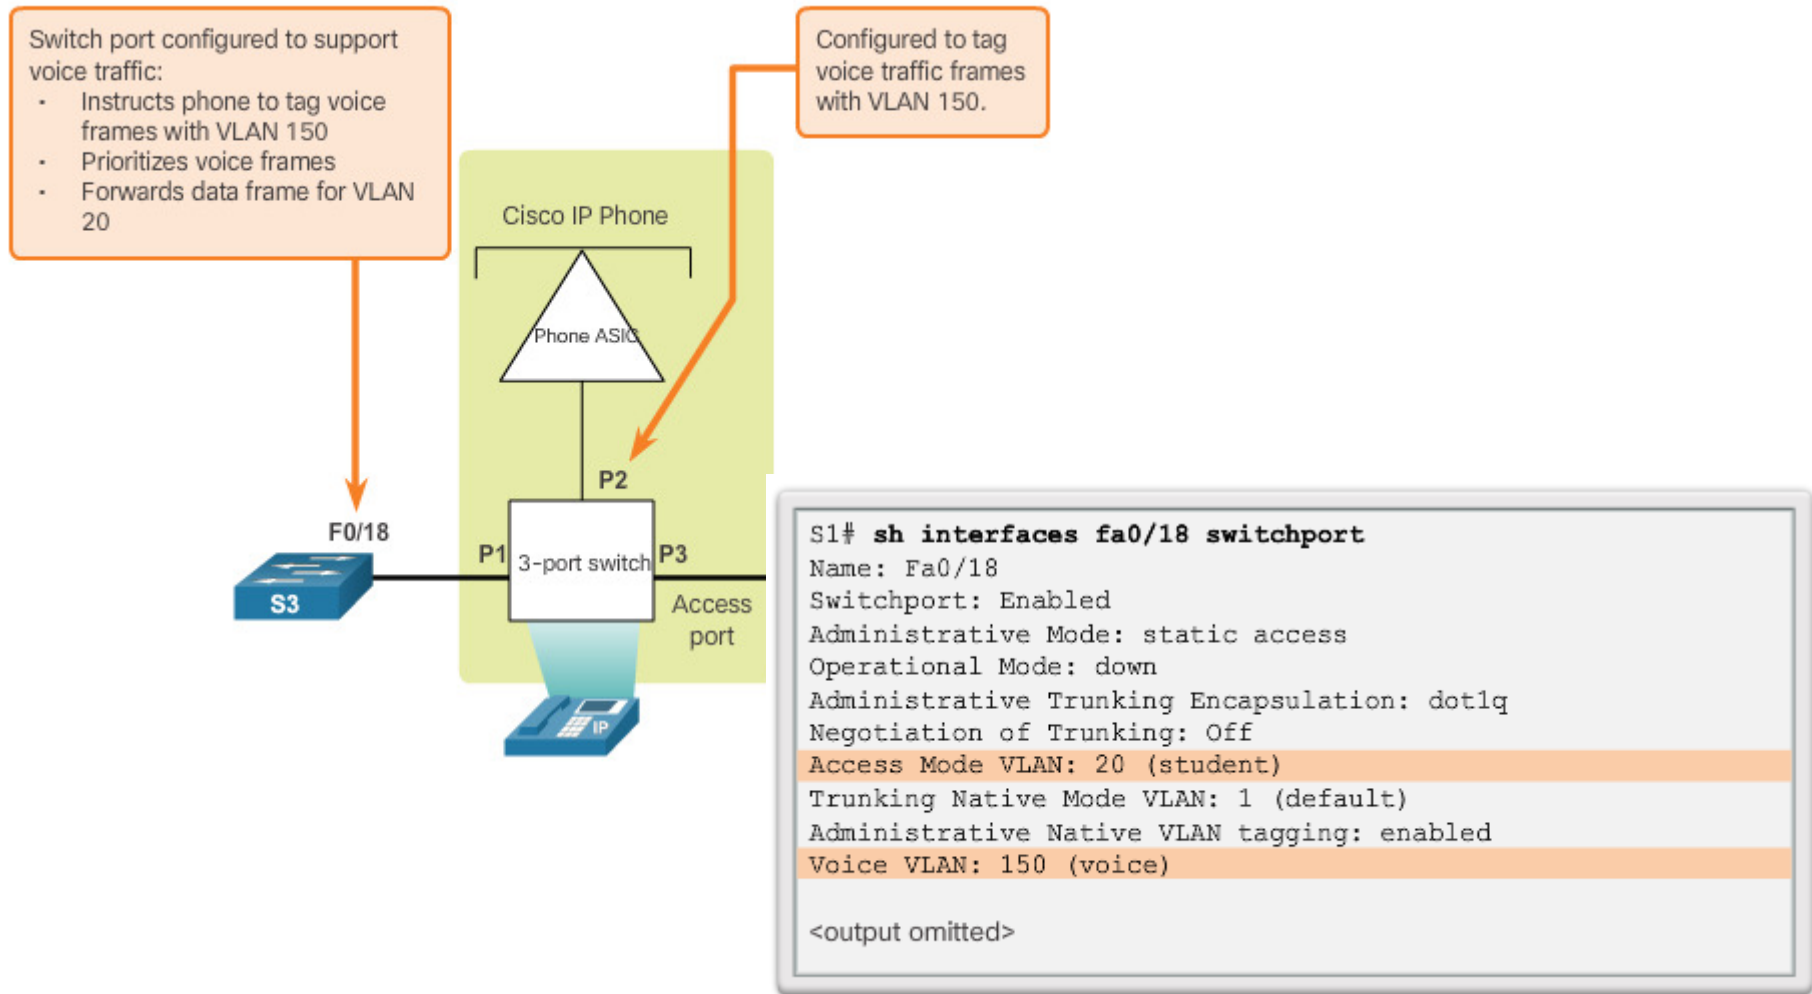 Switch port configured to support
voice traffic:
· Instructs phone to tag voice
frames with VLAN 150
· Prioritizes voice frames
· Forwards data frame for VLAN
20
Configured to tag
voice traffic frames
with VLAN 150.
Cisco IP Phone
Phone ASIC
P2
F0/18
P1
3-port switch
P3
S3
Access
port
IP
S1# sh interfaces fa0/18 switchport
Name: Fa0/18
Switchport: Enabled
Administrative Mode: static access
Operational Mode: down
Administrative Trunking Encapsulation: dot1q
Negotiation of Trunking: Off
Access Mode VLAN: 20 (student)
Trunking Native Mode VLAN: 1 (default)
Administrative Native VLAN tagging: enabled
Voice VLAN: 150 (voice)
<output omitted>